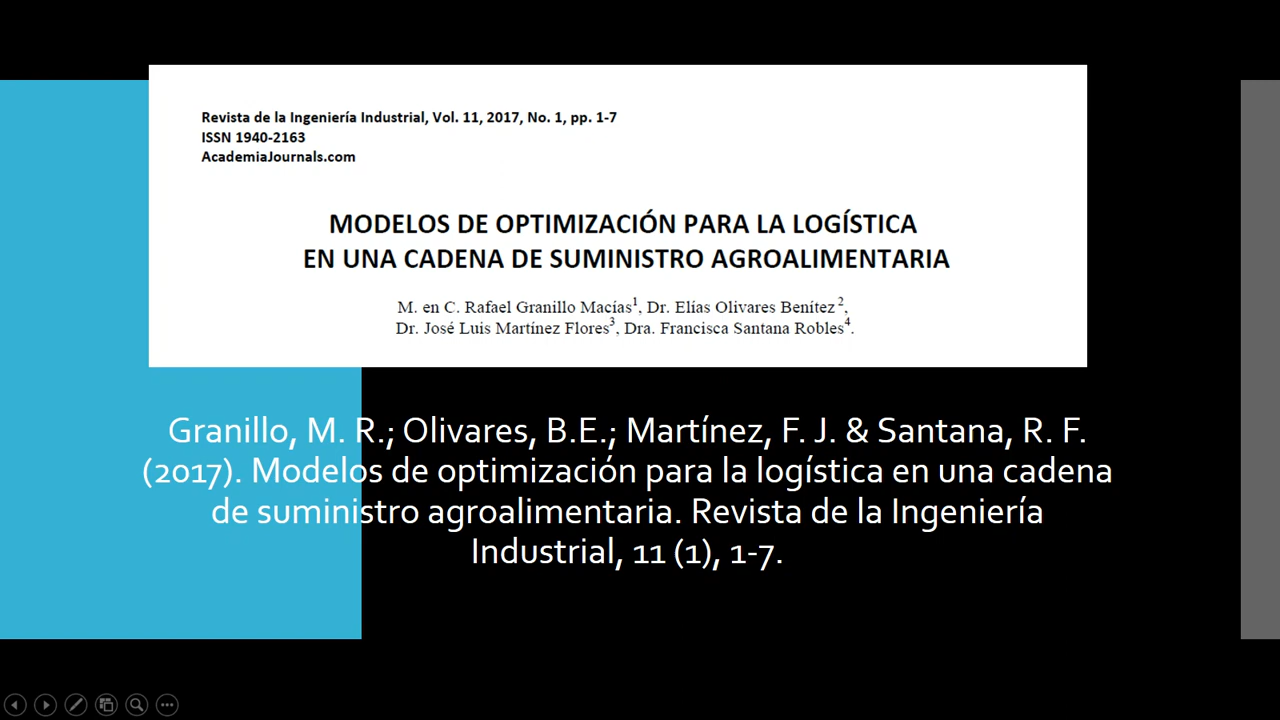 Revista de la Ingeniería Industrial, Vol. 11, 2017, No. 1, pp. 1-7
ISSN 1940-2163
AcademiaJournals.com
MODELOS DE OPTIMIZACIÓN PARA LA LOGÍSTICA
EN UNA CADENA DE SUMINISTRO AGROALIMENTARIA
M. en C. Rafael Granillo Macías1, Dr. Elías Olivares Benítez 2,
Dr. José Luis Martínez Flores3, Dra. Francisca Santana Robles4.
Granillo, M. R.; Olivares, B.E.; Martínez, F. J. & Santana, R. F.
(2017). Modelos de optimización para la logística en una cadena
de suministro agroalimentaria. Revista de la Ingeniería
Industrial, 11 (1), 1-7.